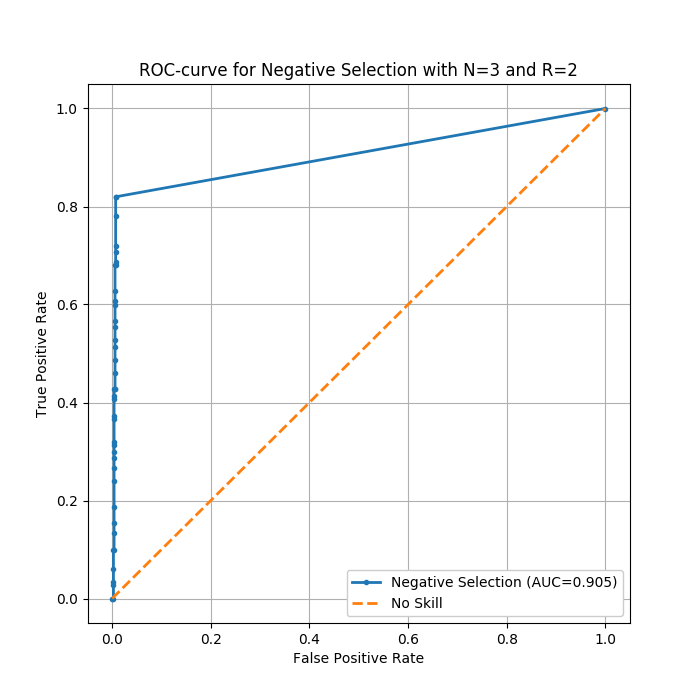 ROC-curve for Negative Selection with N=3 and R=2
1.0
0.8
0.6
0.4
0.2
0.0
True Positive Rate
Negative Selection (AUC=0.905)
No Skill
0.0 0.2 0.4 0.6 0.8 1.0
False Positive Rate